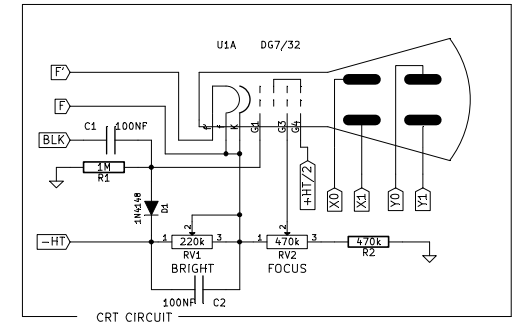 U1A DG7/32
F'
F
f' f K G1 G3 G4
BLK C1 100NF
1M
R1
+HT/2
X0 X1 Y0 Y1
1N4148 D1
-HT 1 220k 2 3 1 470k 2 3 470k
RV1 RV2 R2
BRIGHT FOCUS
100NF C2
CRT CIRCUIT